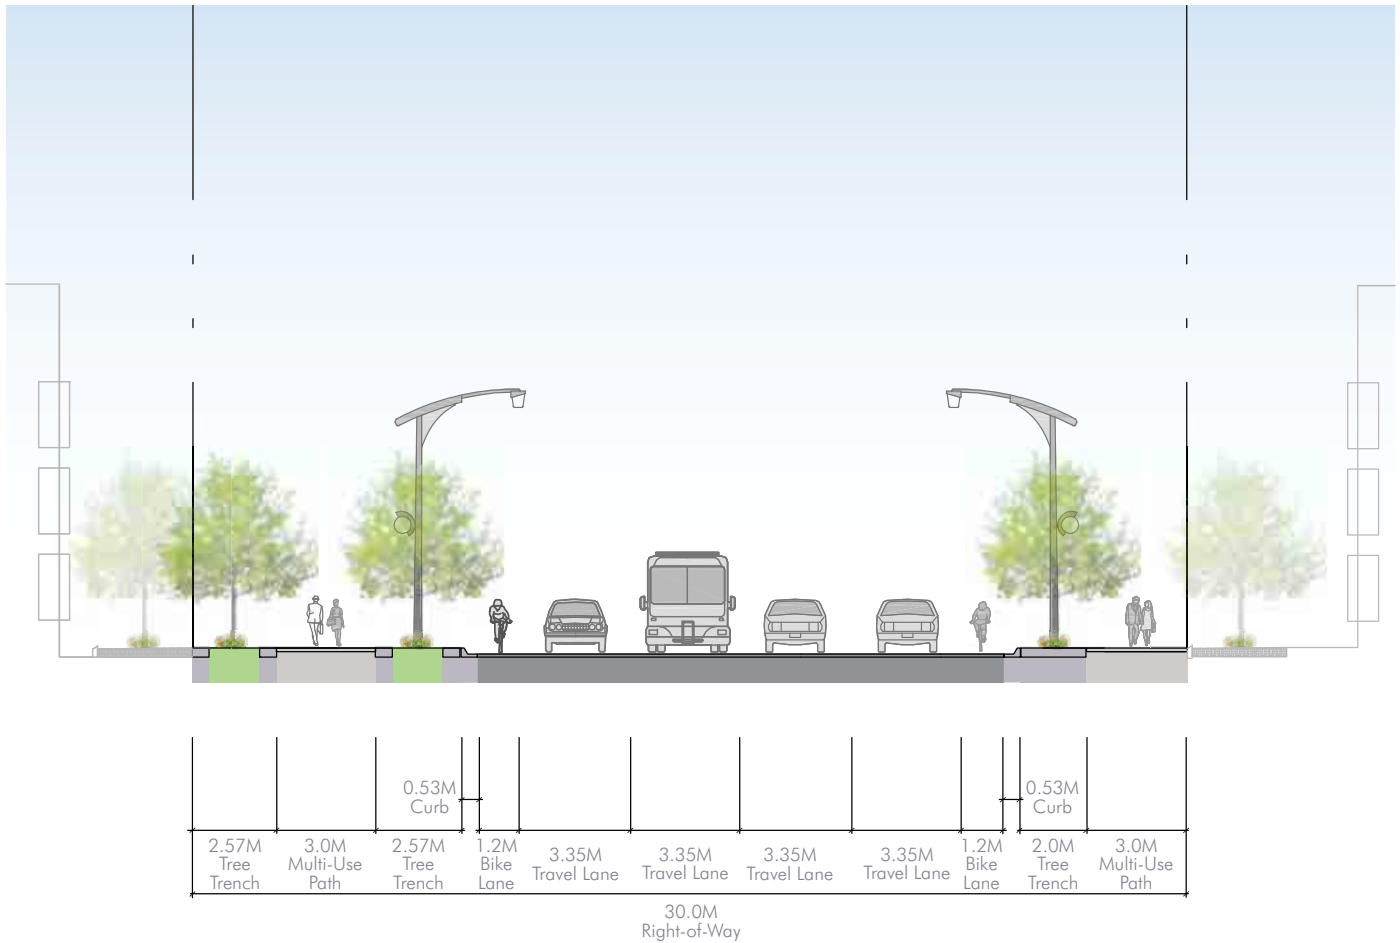 0.53M
Curb
0.53M
Curb
2.57M
Tree
Trench
3.0M
Multi-Use
Path
2.57M
Tree
Trench
1.2M
Bike
Lane
3.35M
Travel Lane
3.35M
Travel Lane
3.35M
Travel Lane
3.35M
Travel Lane
1.2M
Bike
Lane
2.0M
Tree
Trench
3.0M
Multi-Use
Path
30.0M
Right-of-Way